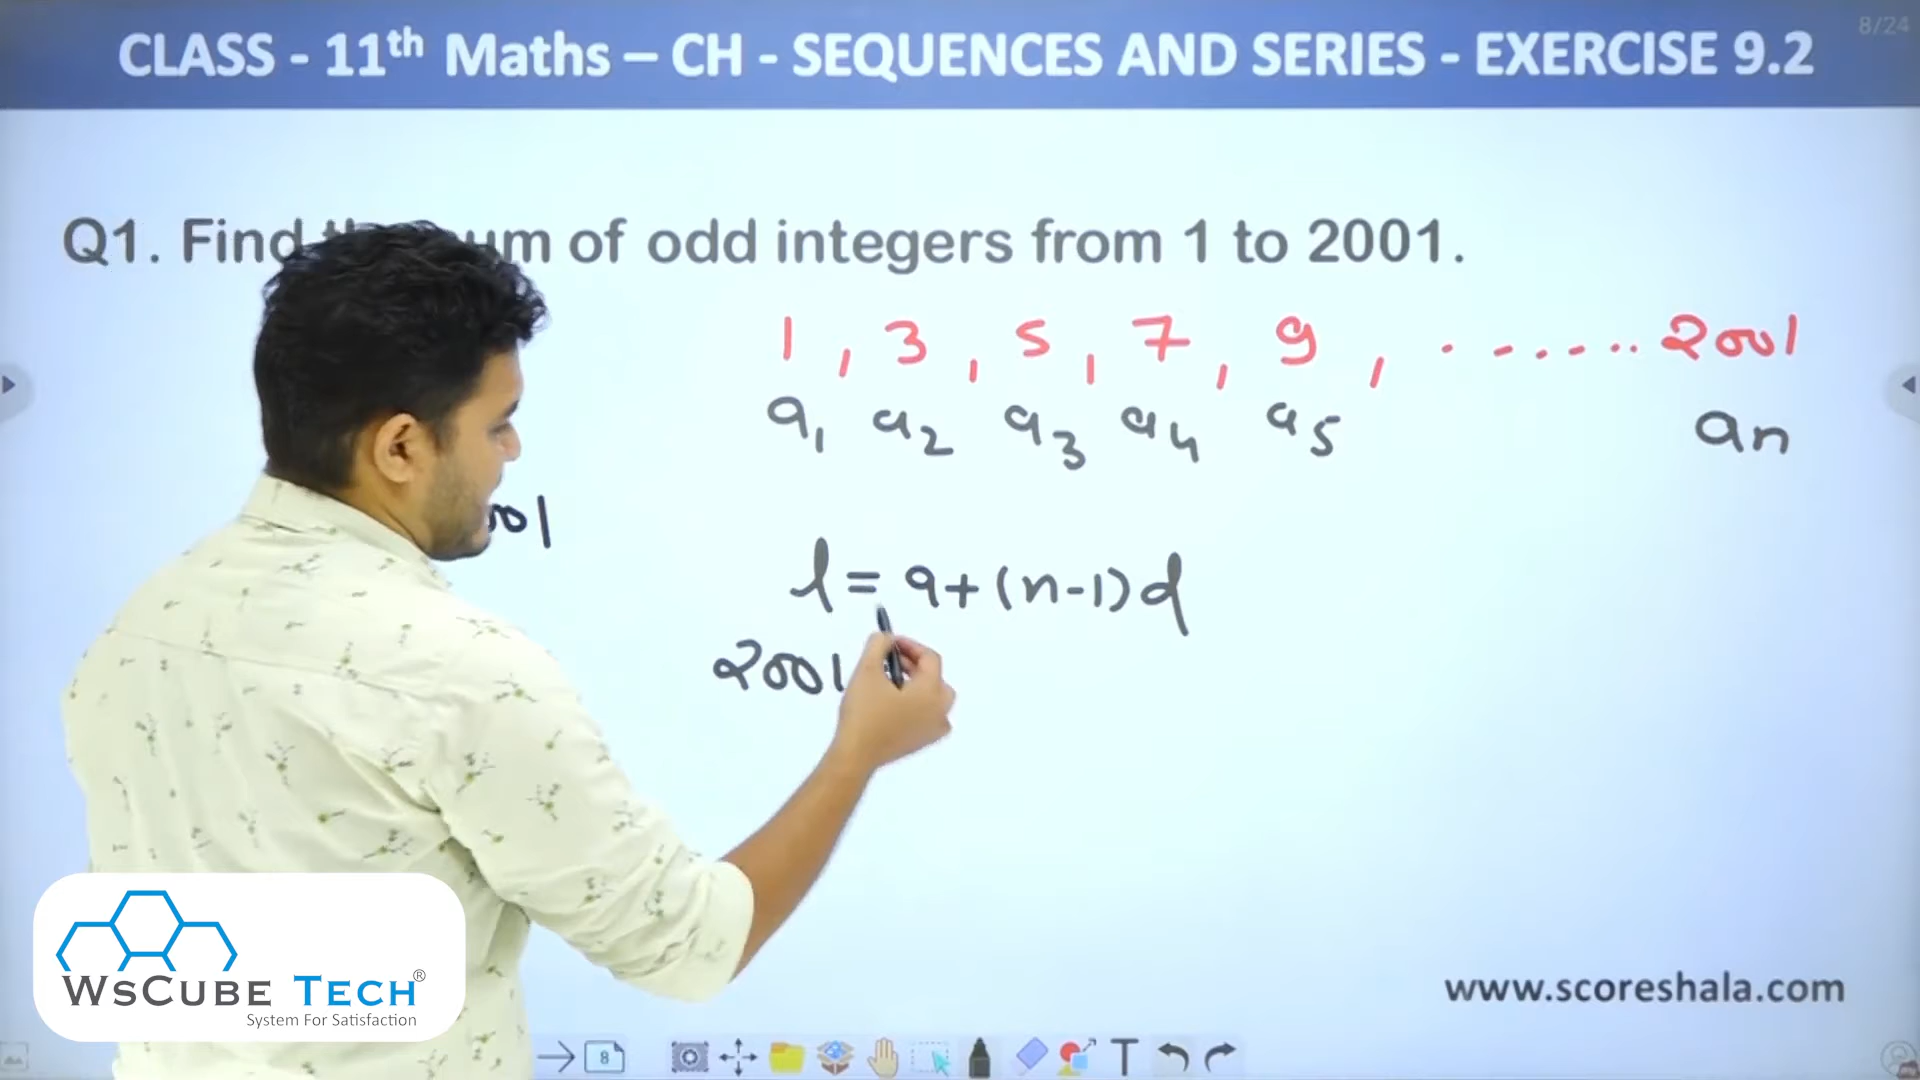 8/24
CLASS - 11th Maths – CH - SEQUENCES AND SERIES - EXERCISE 9.2
Q1. Find um of odd integers from 1 to 2001.
1 , 3 , 5 , 7 , 9 , ........ 2001
a1 a2 a3 a4 a5 an
001
l = a + (n-1) d
2001
WSCUBE TECH®
System For Satisfaction
www.scoreshala.com
8
T